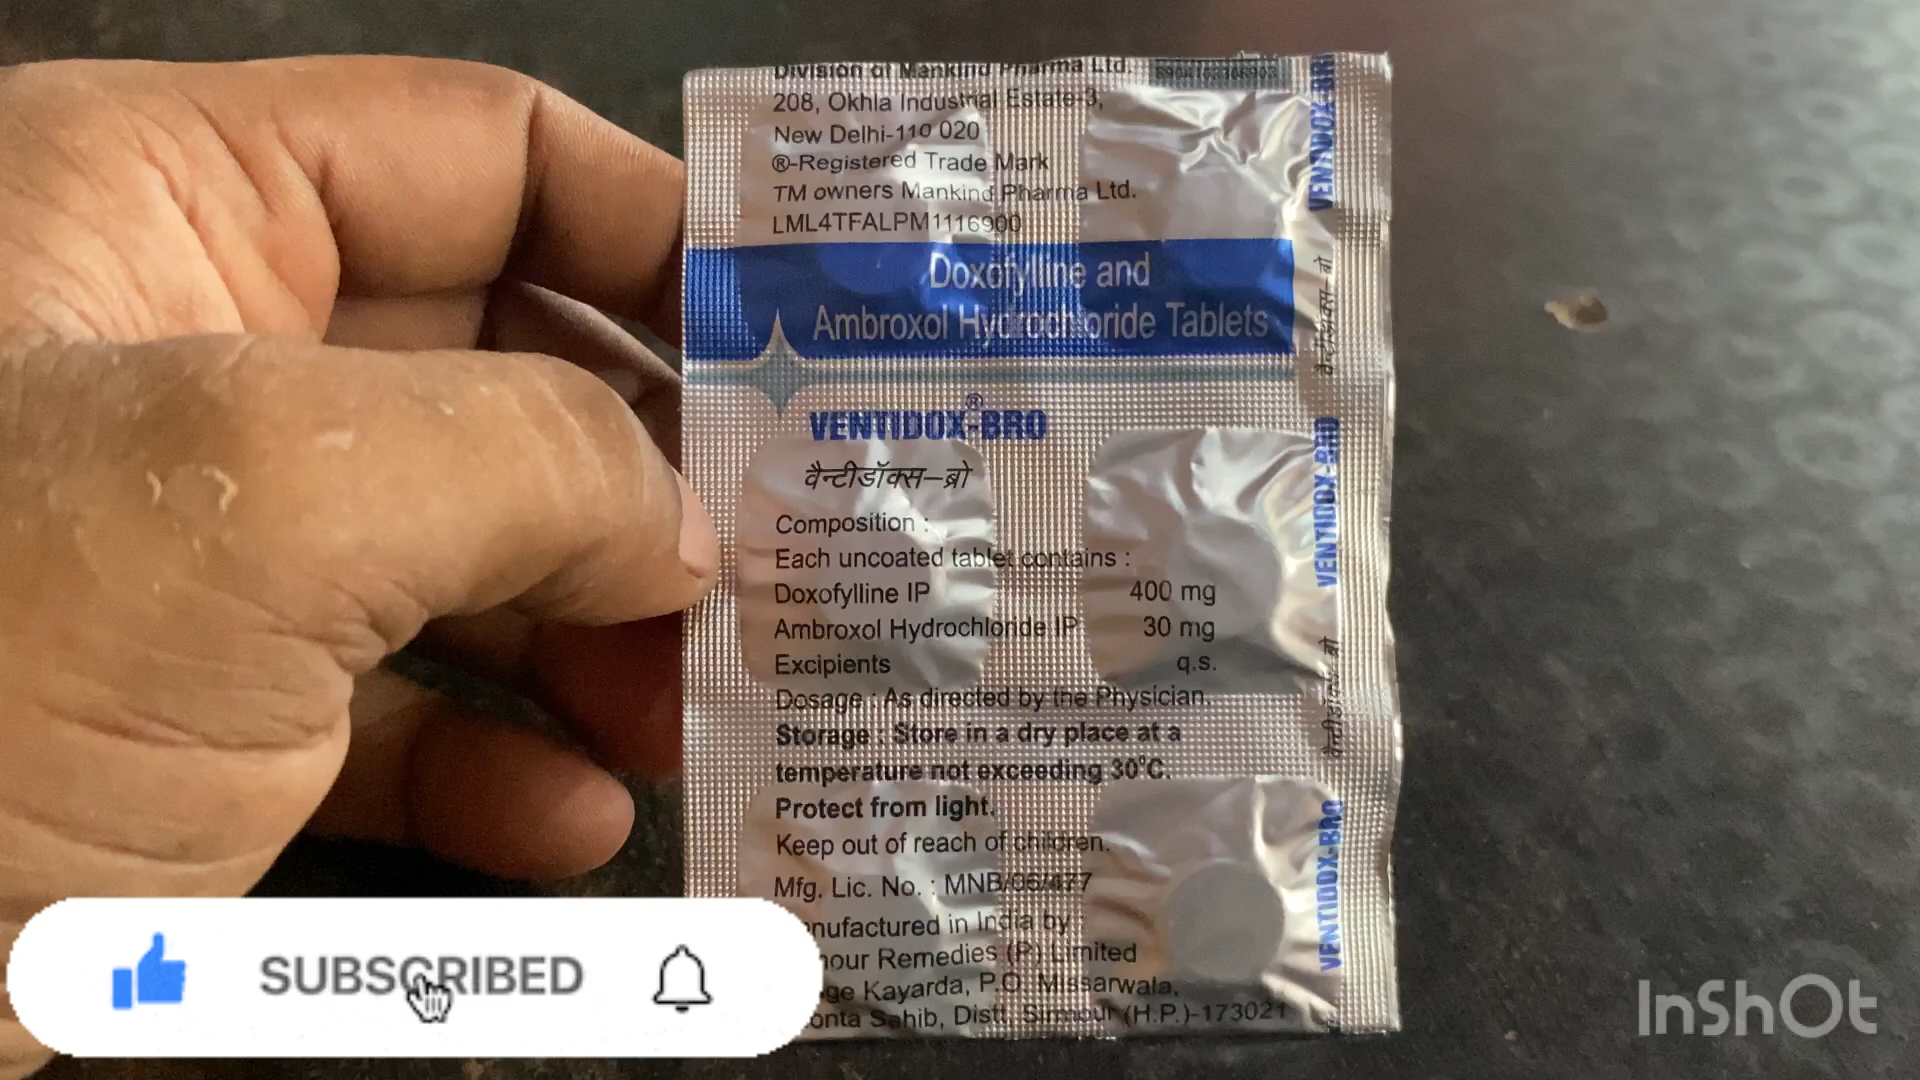 Division of Mankind Pharma Ltd.
208, Okhla Industrial Estate-3,
New Delhi-110 020
®-Registered Trade Mark
TM owners Mankind Pharma Ltd.
LML4TFALPM1116900
Doxofylline and
Ambroxol Hydrochloride Tablets
VENTIDOX-BRO®
वैन्टीडॉक्स-ब्रो
Composition :
Each uncoated tablet contains :
Doxofylline IP 400 mg
Ambroxol Hydrochloride IP 30 mg
Excipients q.s.
Dosage : As directed by the Physician.
Storage : Store in a dry place at a
temperature not exceeding 30°C.
Protect from light.
Keep out of reach of children.
Mfg. Lic. No. : MNB/06/477
nufactured in India by
our Remedies (P) Limited
ge Kayarda, P.O. Missarwala,
onta Sahib, Distt. Sirmour (H.P.)-173021
VENTIDOX-BR
वैन्टीडॉक्स-ब्रो
VENTIDOX-BRO
वैन्टीडॉक्स-ब्रो
VENTIDOX-BRO
SUBSCRIBED
InShOt